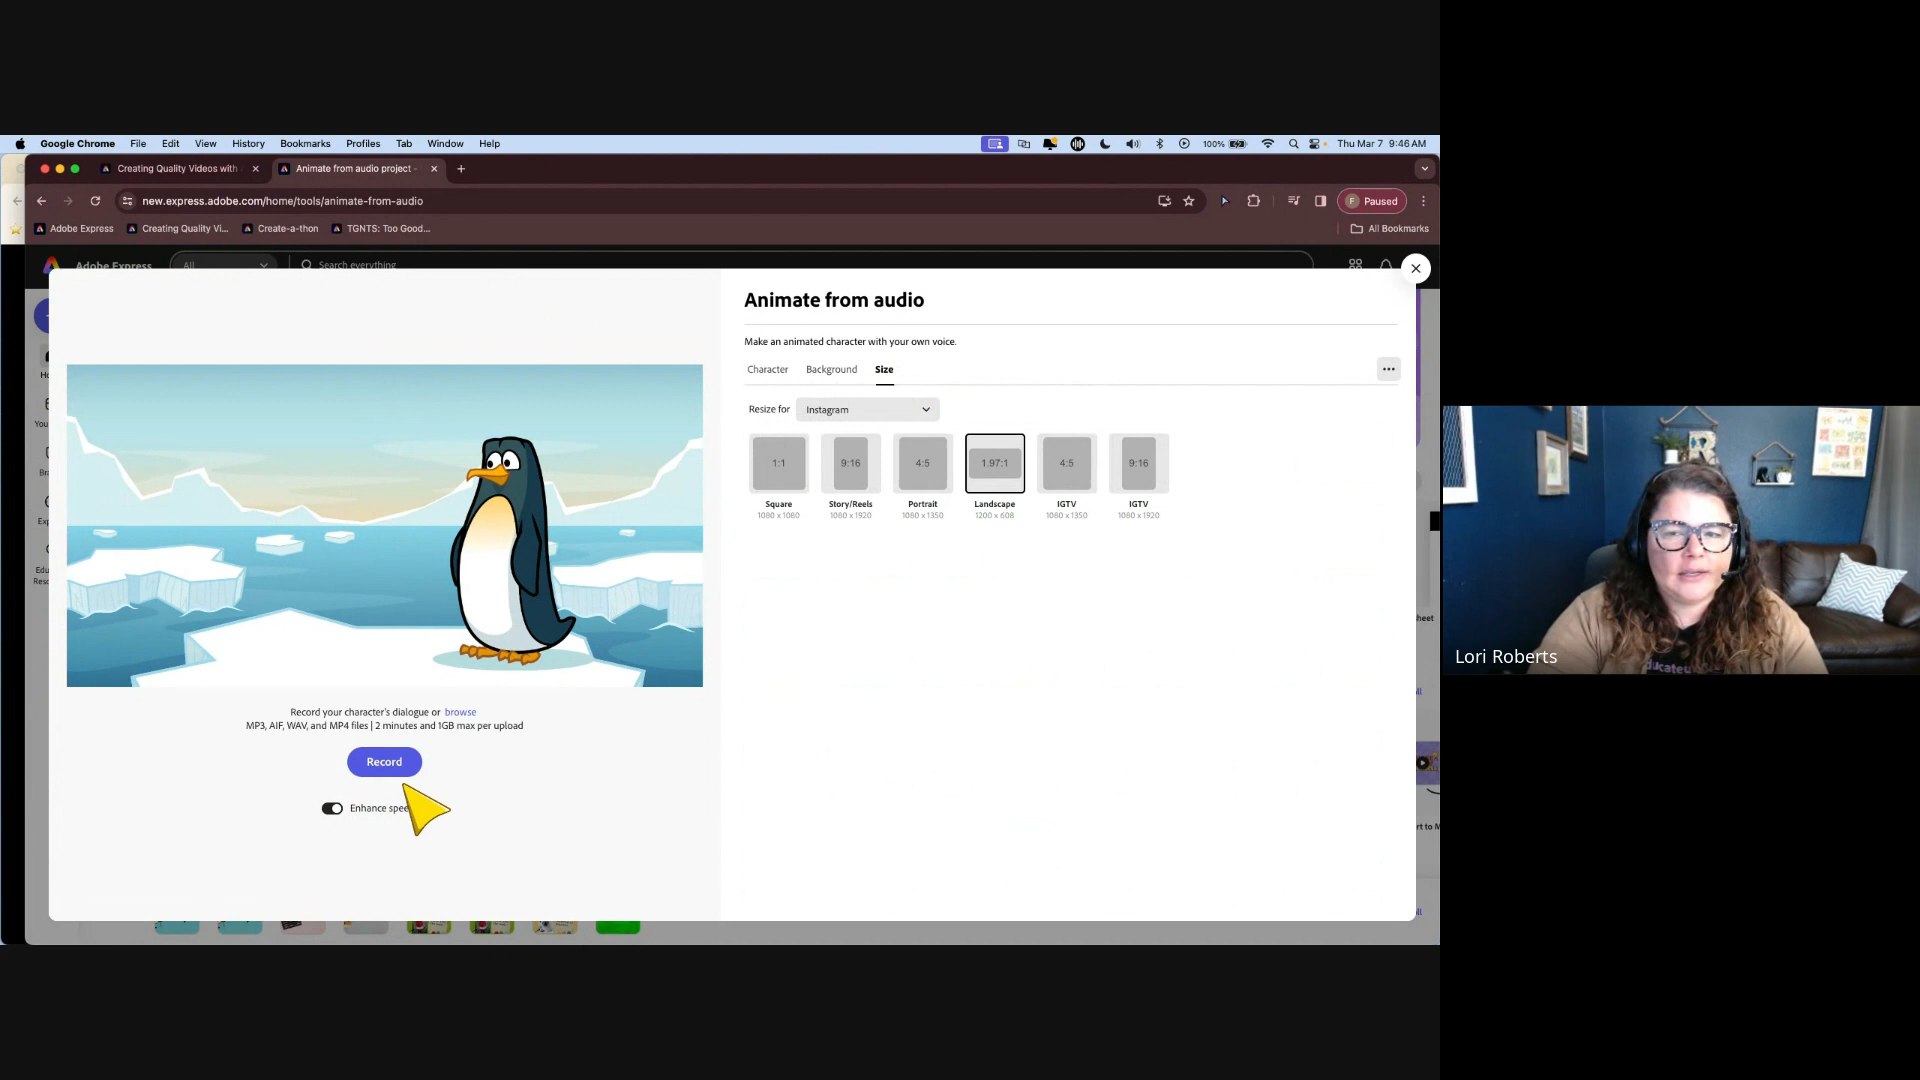 Google Chrome File Edit View History Bookmarks Profiles Tab Window Help 100% Thu Mar 7 9:46 AM
Creating Quality Videos with Animate from audio project -
new.express.adobe.com/home/tools/animate-from-audio F Paused
Adobe Express Creating Quality Vi... Create-a-thon TGNTS: Too Good... All Bookmarks
Adobe Express All Search everything
Animate from audio
Make an animated character with your own voice.
Character Background Size
Resize for Instagram
1:1 9:16 4:5 1.97:1 4:5 9:16
Square Story/Reels Portrait Landscape IGTV IGTV
1080 x 1080 1080 x 1920 1080 x 1350 1200 x 608 1080 x 1350 1080 x 1920
Record your character's dialogue or browse
MP3, AIF, WAV, and MP4 files | 2 minutes and 1GB max per upload
Record
Enhance spee
Lori Roberts